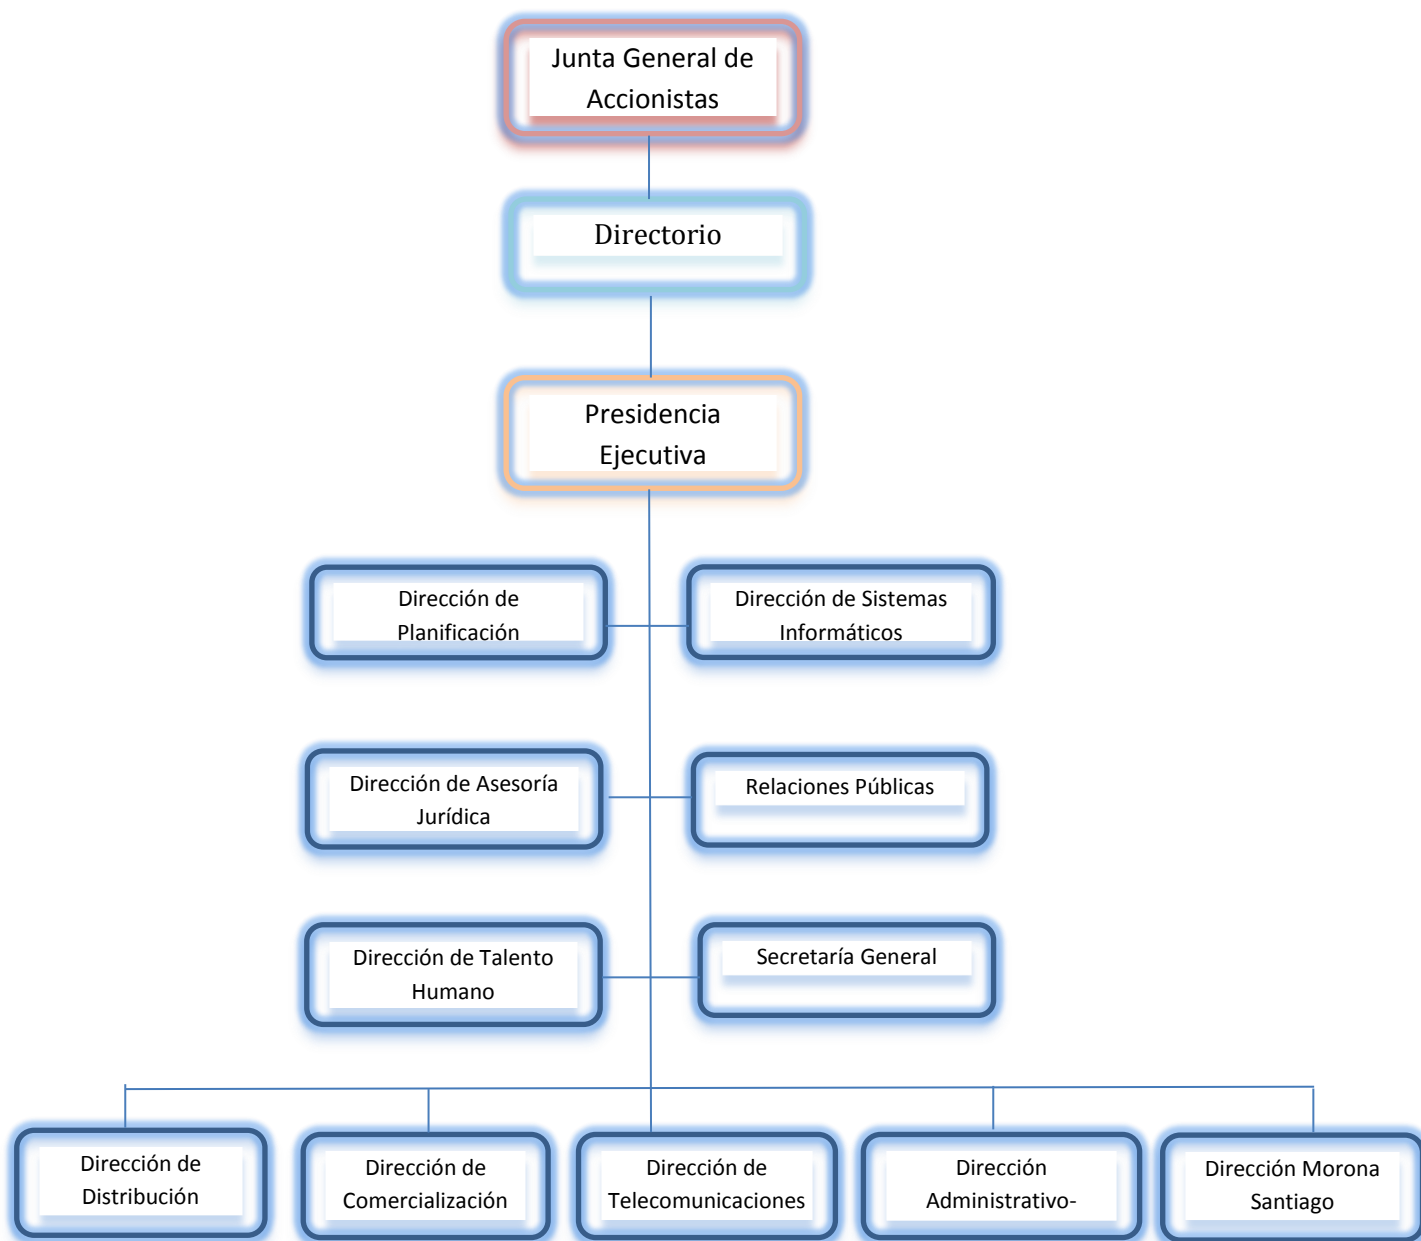 Junta General de
Accionistas
Directorio
Presidencia
Ejecutiva
Dirección de
Planificación
Dirección de Sistemas
Informáticos
Dirección de Asesoría
Jurídica
Relaciones Públicas
Dirección de Talento
Humano
Secretaría General
Dirección de
Distribución
Dirección de
Comercialización
Dirección de
Telecomunicaciones
Dirección
Administrativo-
Dirección Morona
Santiago